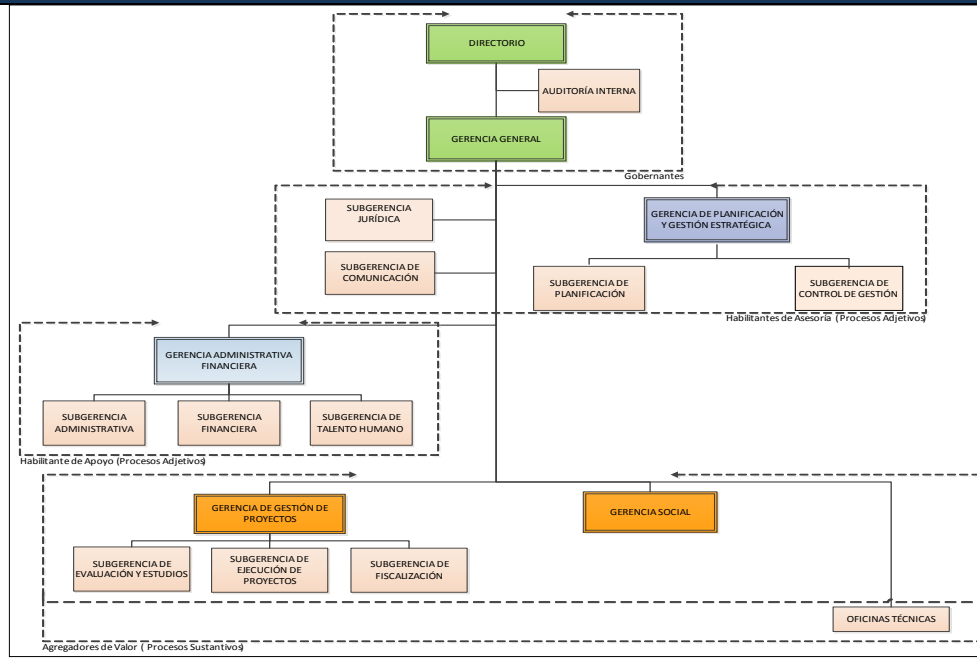 DIRECTORIO
AUDITORÍA INTERNA
GERENCIA GENERAL
Gobernantes
SUBGERENCIA
JURÍDICA
GERENCIA DE PLANIFICACIÓN
Y GESTIÓN ESTRATÉGICA
SUBGERENCIA DE
COMUNICACIÓN
SUBGERENCIA DE
PLANIFICACIÓN
SUBGERENCIA DE
CONTROL DE GESTIÓN
Habilitantes de Asesoría (Procesos Adjetivos)
GERENCIA ADMINISTRATIVA
FINANCIERA
SUBGERENCIA
ADMINISTRATIVA
SUBGERENCIA
FINANCIERA
SUBGERENCIA DE
TALENTO HUMANO
Habilitante de Apoyo (Procesos Adjetivos)
GERENCIA DE GESTIÓN DE
PROYECTOS
GERENCIA SOCIAL
SUBGERENCIA DE
EVALUACIÓN Y ESTUDIOS
SUBGERENCIA DE
EJECUCIÓN DE
PROYECTOS
SUBGERENCIA DE
FISCALIZACIÓN
OFICINAS TÉCNICAS
Agregadores de Valor ( Procesos Sustantivos)